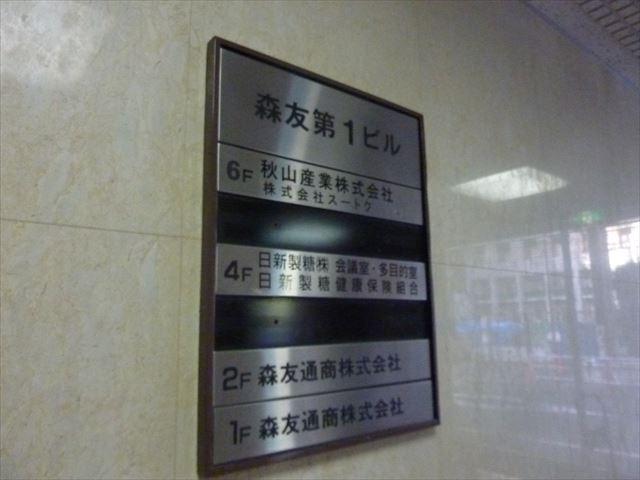 森友第1ビル
6F 秋山産業株式会社
株式会社スートク
4F 日新製糖㈱ 会議室・多目的室
日新製糖健康保険組合
2F 森友通商株式会社
1F 森友通商株式会社